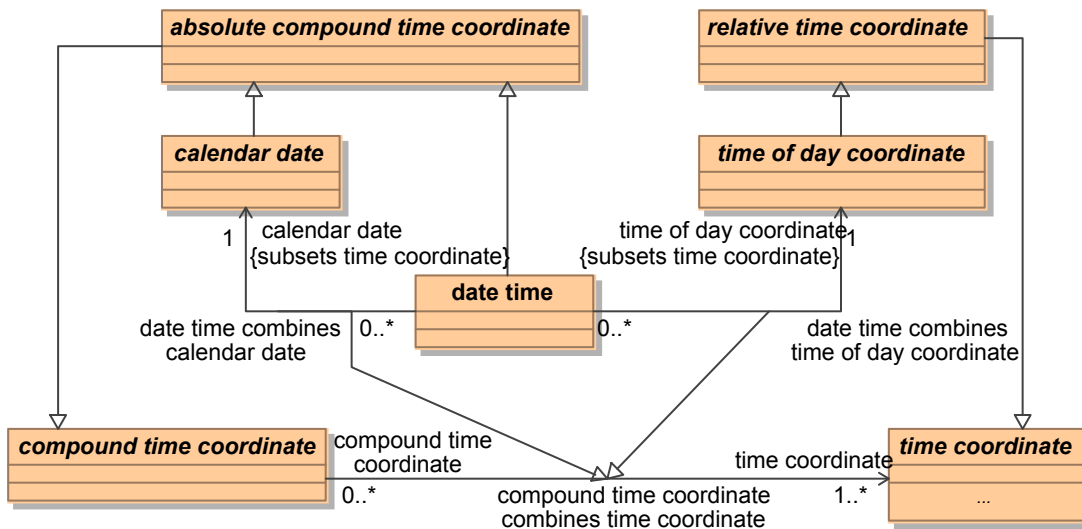 absolute compound time coordinate
relative time coordinate
calendar date
time of day coordinate
1
calendar date
{subsets time coordinate}
time of day coordinate
{subsets time coordinate}
1
date time
0..*
0..*
date time combines
calendar date
date time combines
time of day coordinate
compound time coordinate
compound time
coordinate
0..*
compound time coordinate
combines time coordinate
time coordinate
1..*
time coordinate
...